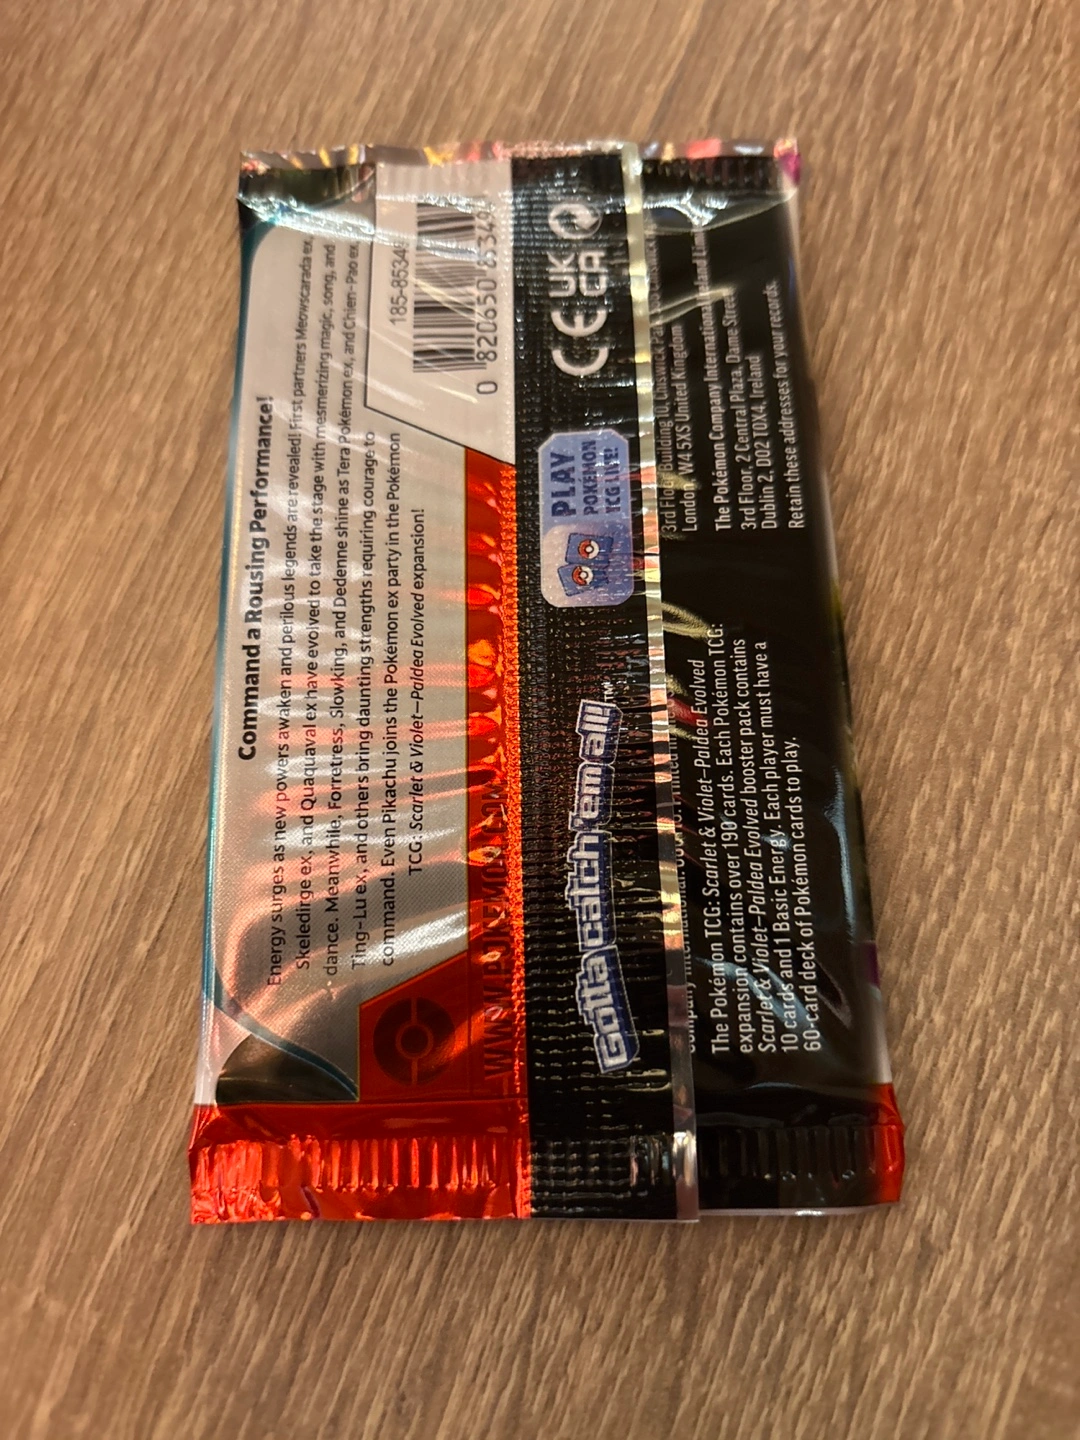 Command a Rousing Performance!
Energy surges as new powers awaken and perilous legends are revealed! First partners Meowscarada ex,
Skeledirge ex, and Quaquaval ex have evolved to take the stage with mesmerizing magic, song, and
dance. Meanwhile, Forretress, Slowking, and Dedenne shine as Tera Pokémon ex, and Chien-Pao ex,
Ting-Lu ex, and others bring daunting strengths requiring courage to
command. Even Pikachu joins the Pokémon ex party in the Pokémon
TCG: Scarlet & Violet—Paldea Evolved expansion!
185-8534
0 820650 8534
WWW.POKEMON.COM
Gotta catch 'em all!™
PLAY
POKÉMON
TCG LIVE!
CE UK
CA
The Pokémon TCG: Scarlet & Violet—Paldea Evolved
expansion contains over 190 cards. Each Pokémon TCG:
Scarlet & Violet—Paldea Evolved booster pack contains
10 cards and 1 Basic Energy. Each player must have a
60-card deck of Pokémon cards to play.
3rd Floor Building 10, Chiswick
London, W4 5XS United Kingdom
The Pokémon Company International Ireland
3rd Floor, 2 Central Plaza, Dame Street
Dublin 2, D02 T0X4, Ireland
Retain these addresses for your records.